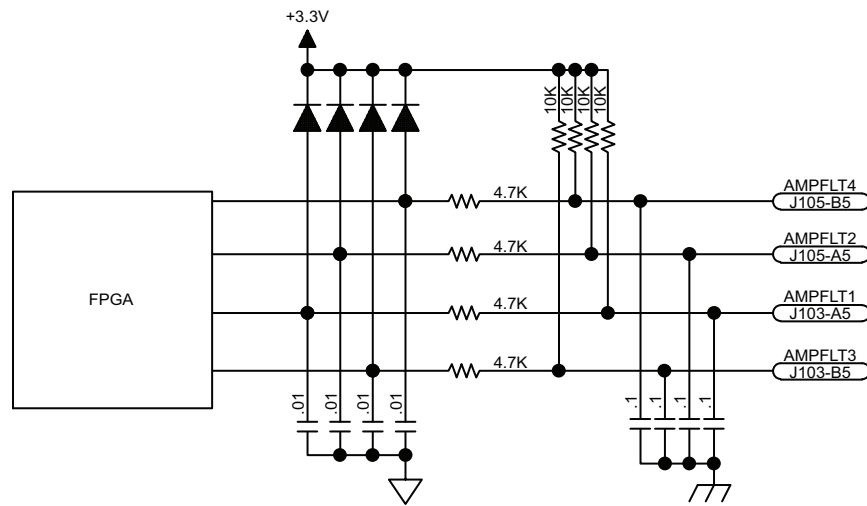 +3.3V
10K
10K
10K
10K
AMPFLT4
4.7K
J105-B5
AMPFLT2
4.7K
J105-A5
FPGA
AMPFLT1
4.7K
J103-A5
AMPFLT3
4.7K
J103-B5
.01
.01
.01
.01
.1
.1
.1
.1